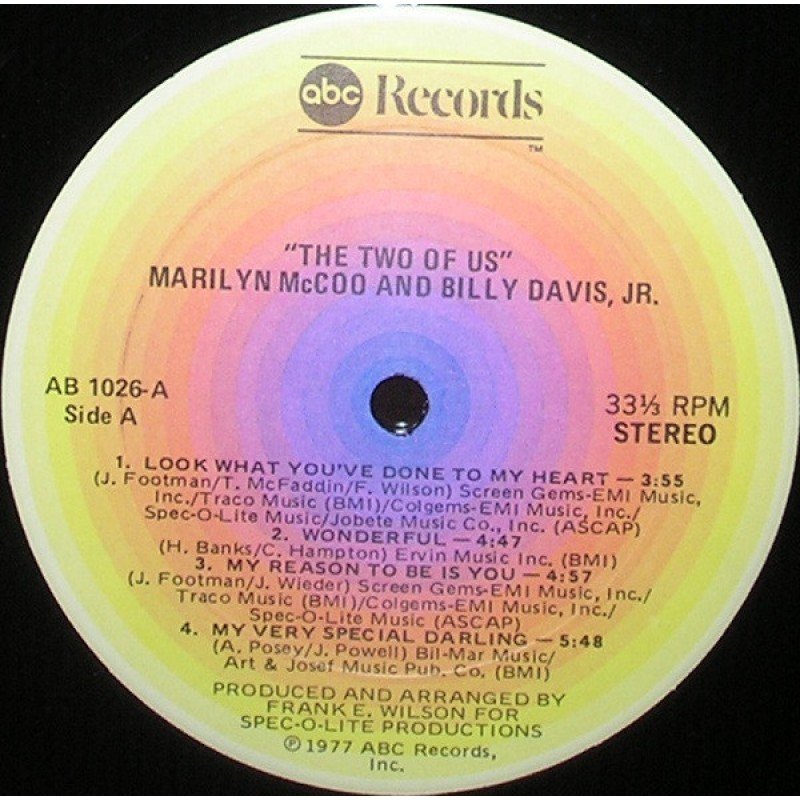 abc Records
TM
"THE TWO OF US"
MARILYN McCOO AND BILLY DAVIS, JR.
AB 1026-A
Side A
33⅓ RPM
STEREO
1. LOOK WHAT YOU'VE DONE TO MY HEART — 3:55
(J. Footman/T. McFaddin/F. Wilson) Screen Gems-EMI Music,
Inc./Traco Music (BMI)/Colgems-EMI Music, Inc./
Spec-O-Lite Music/Jobete Music Co., Inc. (ASCAP)
2. WONDERFUL — 4:47
(H. Banks/C. Hampton) Ervin Music Inc. (BMI)
3. MY REASON TO BE IS YOU — 4:57
(J. Footman/J. Wieder) Screen Gems-EMI Music, Inc./
Traco Music (BMI)/Colgems-EMI Music, Inc./
Spec-O-Lite Music (ASCAP)
4. MY VERY SPECIAL DARLING — 5:48
(A. Posey/J. Powell) Bil-Mar Music/
Art & Josef Music Pub. Co. (BMI)
PRODUCED AND ARRANGED BY
FRANK E. WILSON FOR
SPEC-O-LITE PRODUCTIONS
℗1977 ABC Records,
Inc.